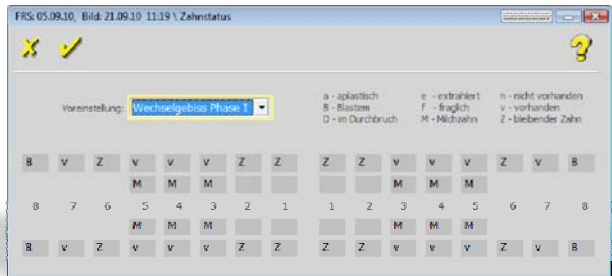 FRS: 05.09.10, Bild: 21.09.10 11:19 \ Zahnstatus
Voreinstellung: Wechselgebiss Phase I
a - aplastisch e - extrahiert n - nicht vorhanden
B - Blastem f - fraglich v - vorhanden
D - im Durchbruch M - Milchzahn Z - bleibender Zahn
B v Z v v v Z Z Z Z v v v Z v B
M M M M M M
8 7 6 5 4 3 2 1 1 2 3 4 5 6 7 8
M M M M M M
B v Z v v v Z Z Z Z v v v Z v B